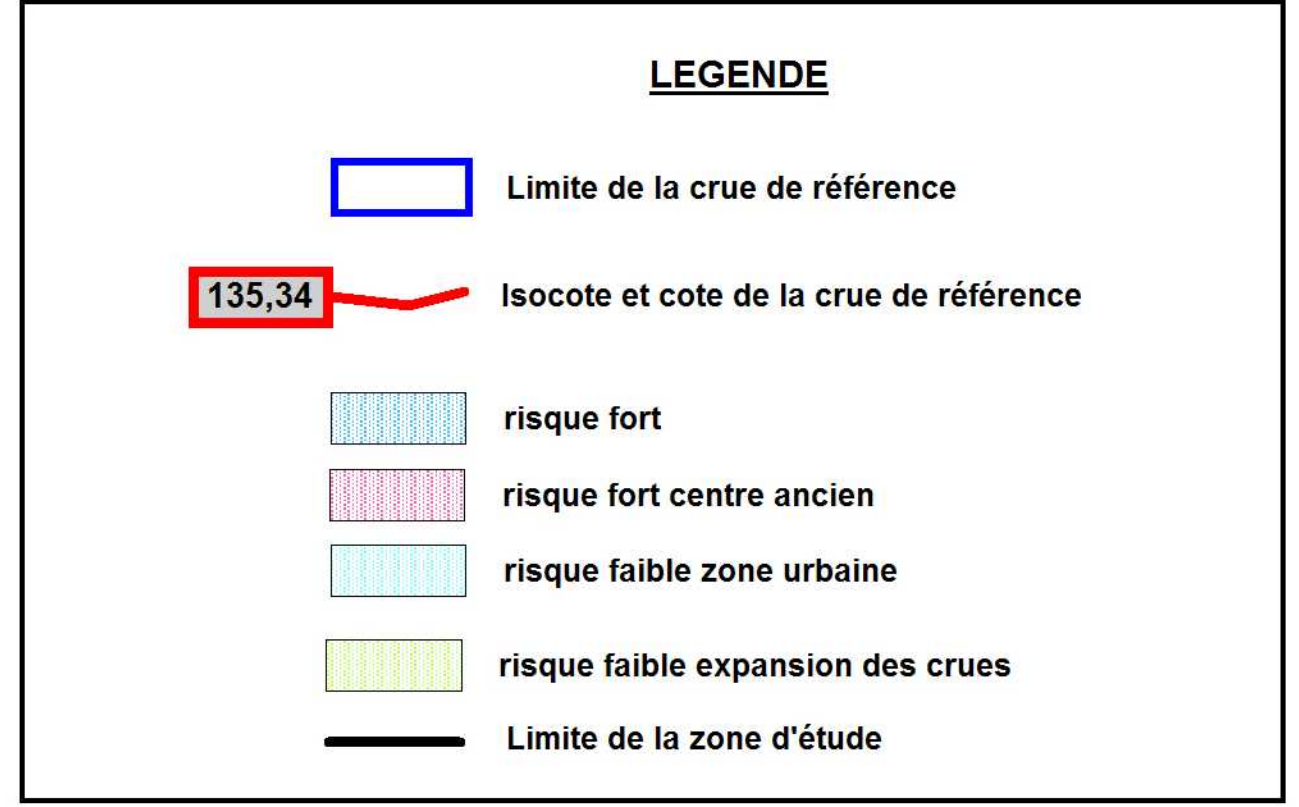 LEGENDE
Limite de la crue de référence
135,34 Isocote et cote de la crue de référence
risque fort
risque fort centre ancien
risque faible zone urbaine
risque faible expansion des crues
Limite de la zone d'étude